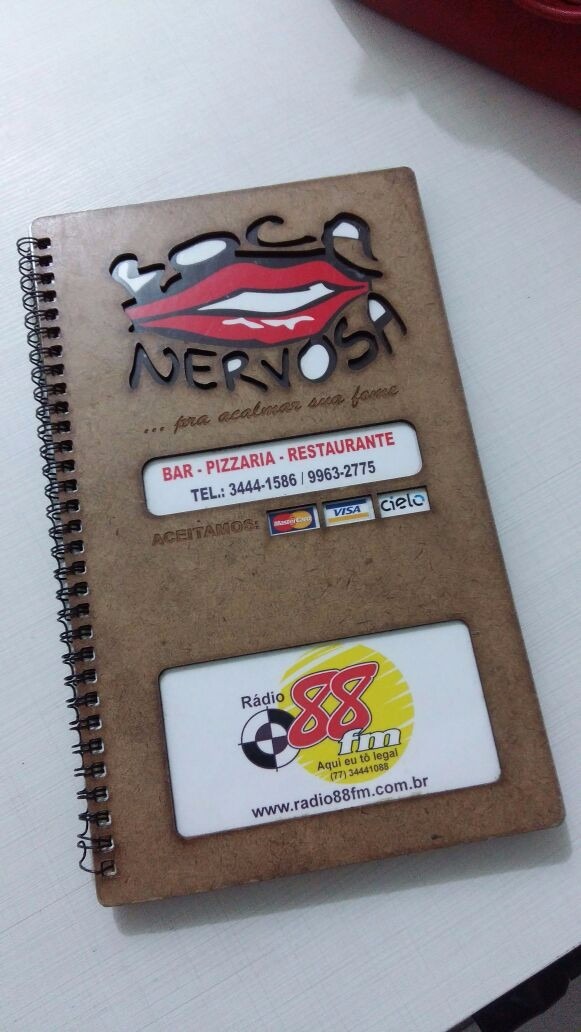 BOCA
NERVOSA
... pra acalmar sua fome
BAR - PIZZARIA - RESTAURANTE
TEL.: 3444-1586 / 9963-2775
ACEITAMOS: MasterCard VISA cielo
Rádio
88
fm
Aqui eu tô legal
(77) 34441088
www.radio88fm.com.br